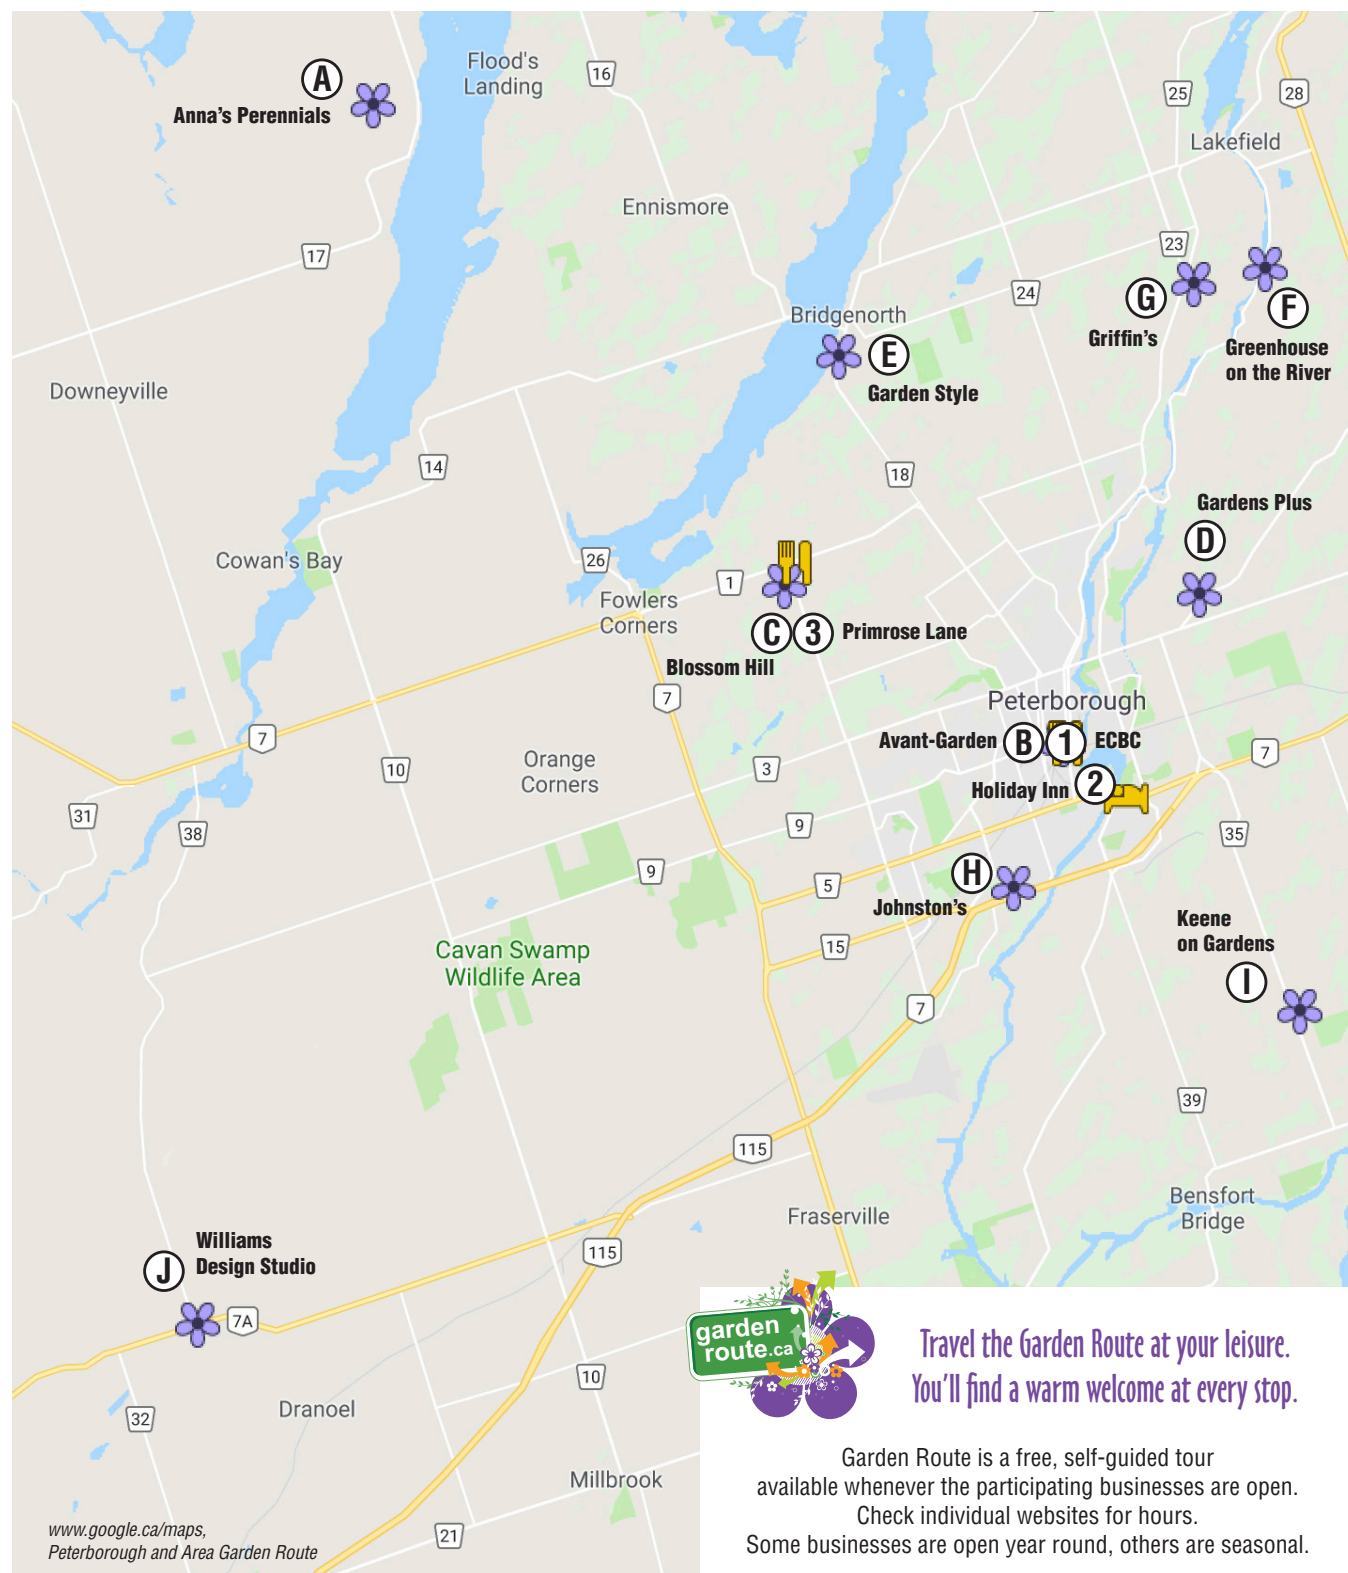 Flood's
Landing
16
A
25
28
Anna's Perennials
Lakefield
Ennismore
23
17
24
G
F
Bridgenorth
Griffin's
Greenhouse
on the River
E
Garden Style
Downeyville
14
18
Gardens Plus
D
Cowan's Bay
26
1
Fowlers
Corners
C
3
Primrose Lane
Blossom Hill
7
Peterborough
7
Avant-Garden
B
1
ECBC
7
Orange
Corners
10
3
Holiday Inn
2
31
38
9
35
9
5
H
Johnston's
Keene
on Gardens
15
Cavan Swamp
Wildlife Area
I
7
39
115
Bensfort
Bridge
Fraserville
Williams
Design Studio
115
J
7A
garden
route.ca
Travel the Garden Route at your leisure.
You'll find a warm welcome at every stop.
10
32
Dranoel
Garden Route is a free, self-guided tour
available whenever the participating businesses are open.
Check individual websites for hours.
Some businesses are open year round, others are seasonal.
Millbrook
21
www.google.ca/maps,
Peterborough and Area Garden Route